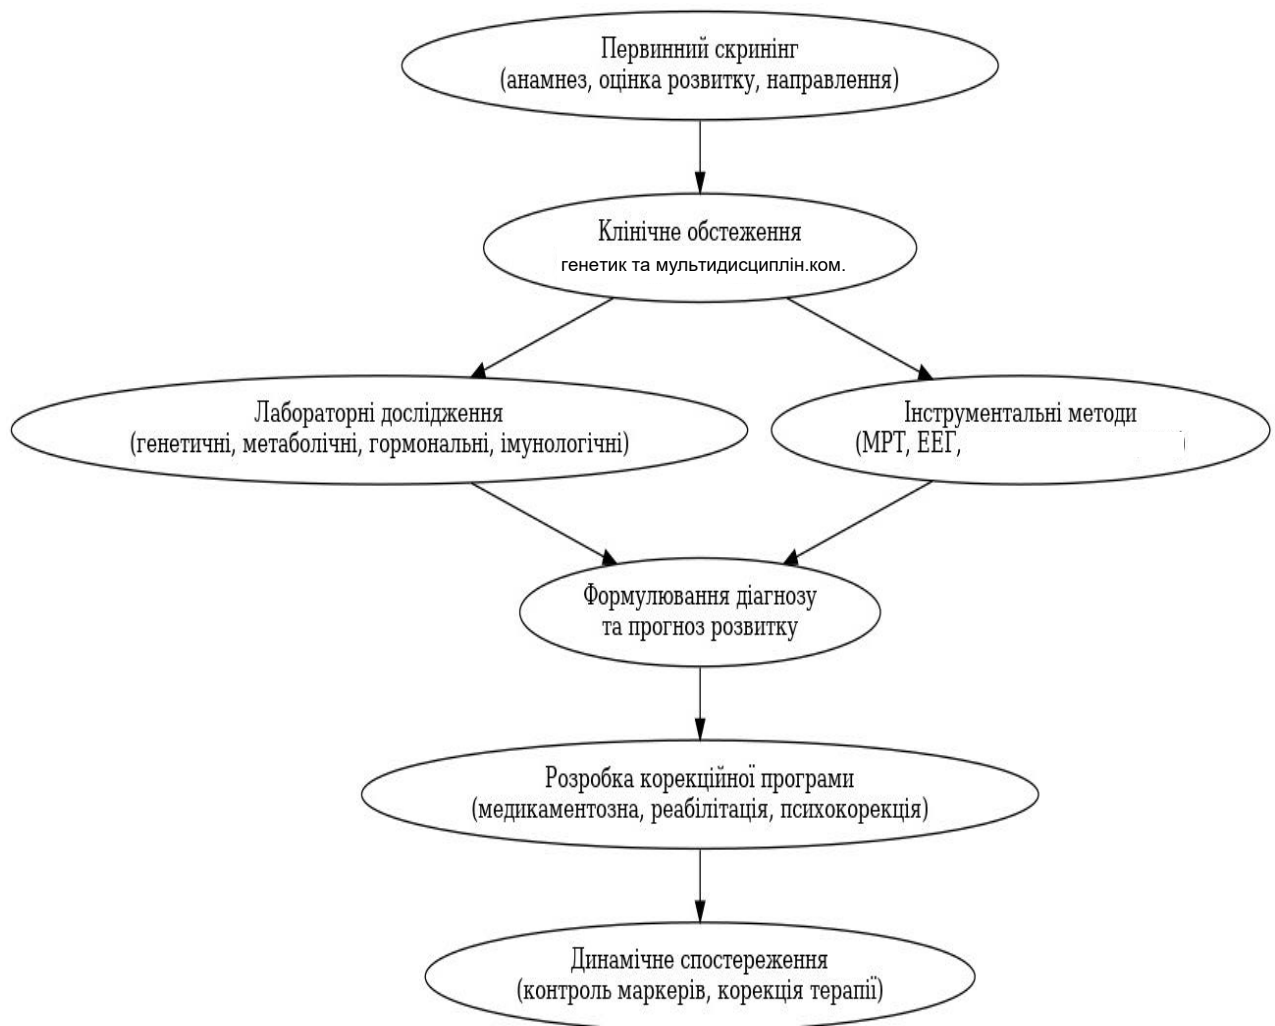 Первинний скринінг
(анамнез, оцінка розвитку, направлення)
Клінічне обстеження
генетик та мультидисциплін.ком.
Лабораторні дослідження
(генетичні, метаболічні, гормональні, імунологічні)
Інструментальні методи
(МРТ, ЕЕГ,
Формулювання діагнозу
та прогноз розвитку
Розробка корекційної програми
(медикаментозна, реабілітація, психокорекція)
Динамічне спостереження
(контроль маркерів, корекція терапії)